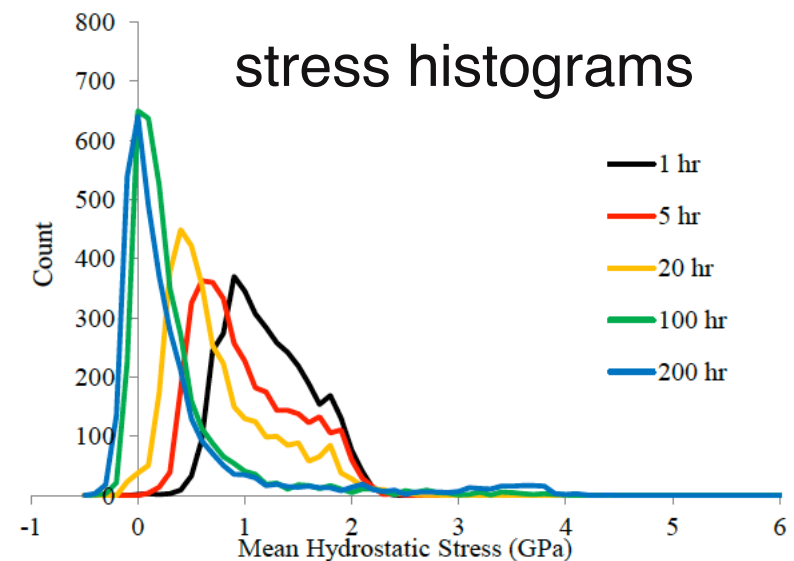 stress histograms
800
700
600
500
400
300
200
100
0
Count
1 hr
5 hr
20 hr
100 hr
200 hr
-1 0 1 2 3 4 5 6
Mean Hydrostatic Stress (GPa)